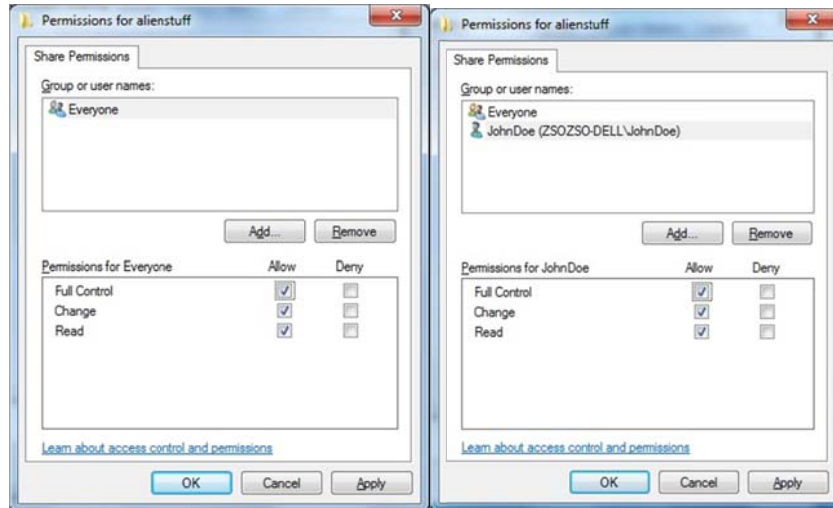 Permissions for alienstuff
Share Permissions
Group or user names:
Everyone
Add... Remove
Permissions for Everyone Allow Deny
Full Control
Change
Read
Learn about access control and permissions
OK Cancel Apply
Permissions for alienstuff
Share Permissions
Group or user names:
Everyone
JohnDoe (ZSOZSO-DELL\JohnDoe)
Add... Remove
Permissions for JohnDoe Allow Deny
Full Control
Change
Read
Learn about access control and permissions
OK Cancel Apply